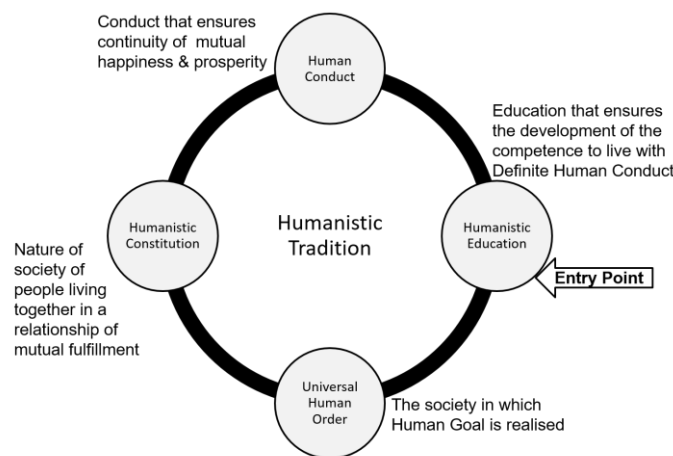 Conduct that ensures
continuity of mutual
happiness & prosperity
Human
Conduct
Education that ensures
the development of the
competence to live with
Definite Human Conduct
Humanistic
Constitution
Humanistic
Tradition
Humanistic
Education
Nature of
society of
people living
together in a
relationship of
mutual fulfillment
Entry Point
Universal
Human
Order
The society in which
Human Goal is realised